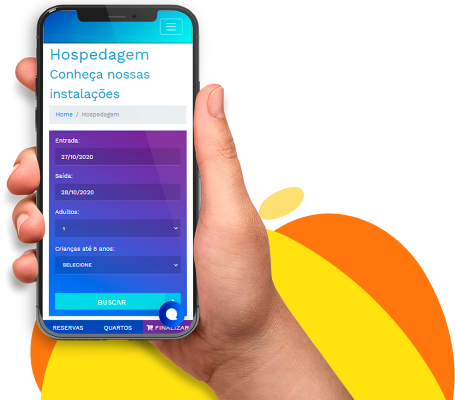 Hospedagem
Conheça nossas
instalações
Home / Hospedagem
Entrada:
27/10/2020
Saída:
28/10/2020
Adultos:
1
Crianças até 6 anos:
SELECIONE
BUSCAR
RESERVAS QUARTOS FINALIZAR